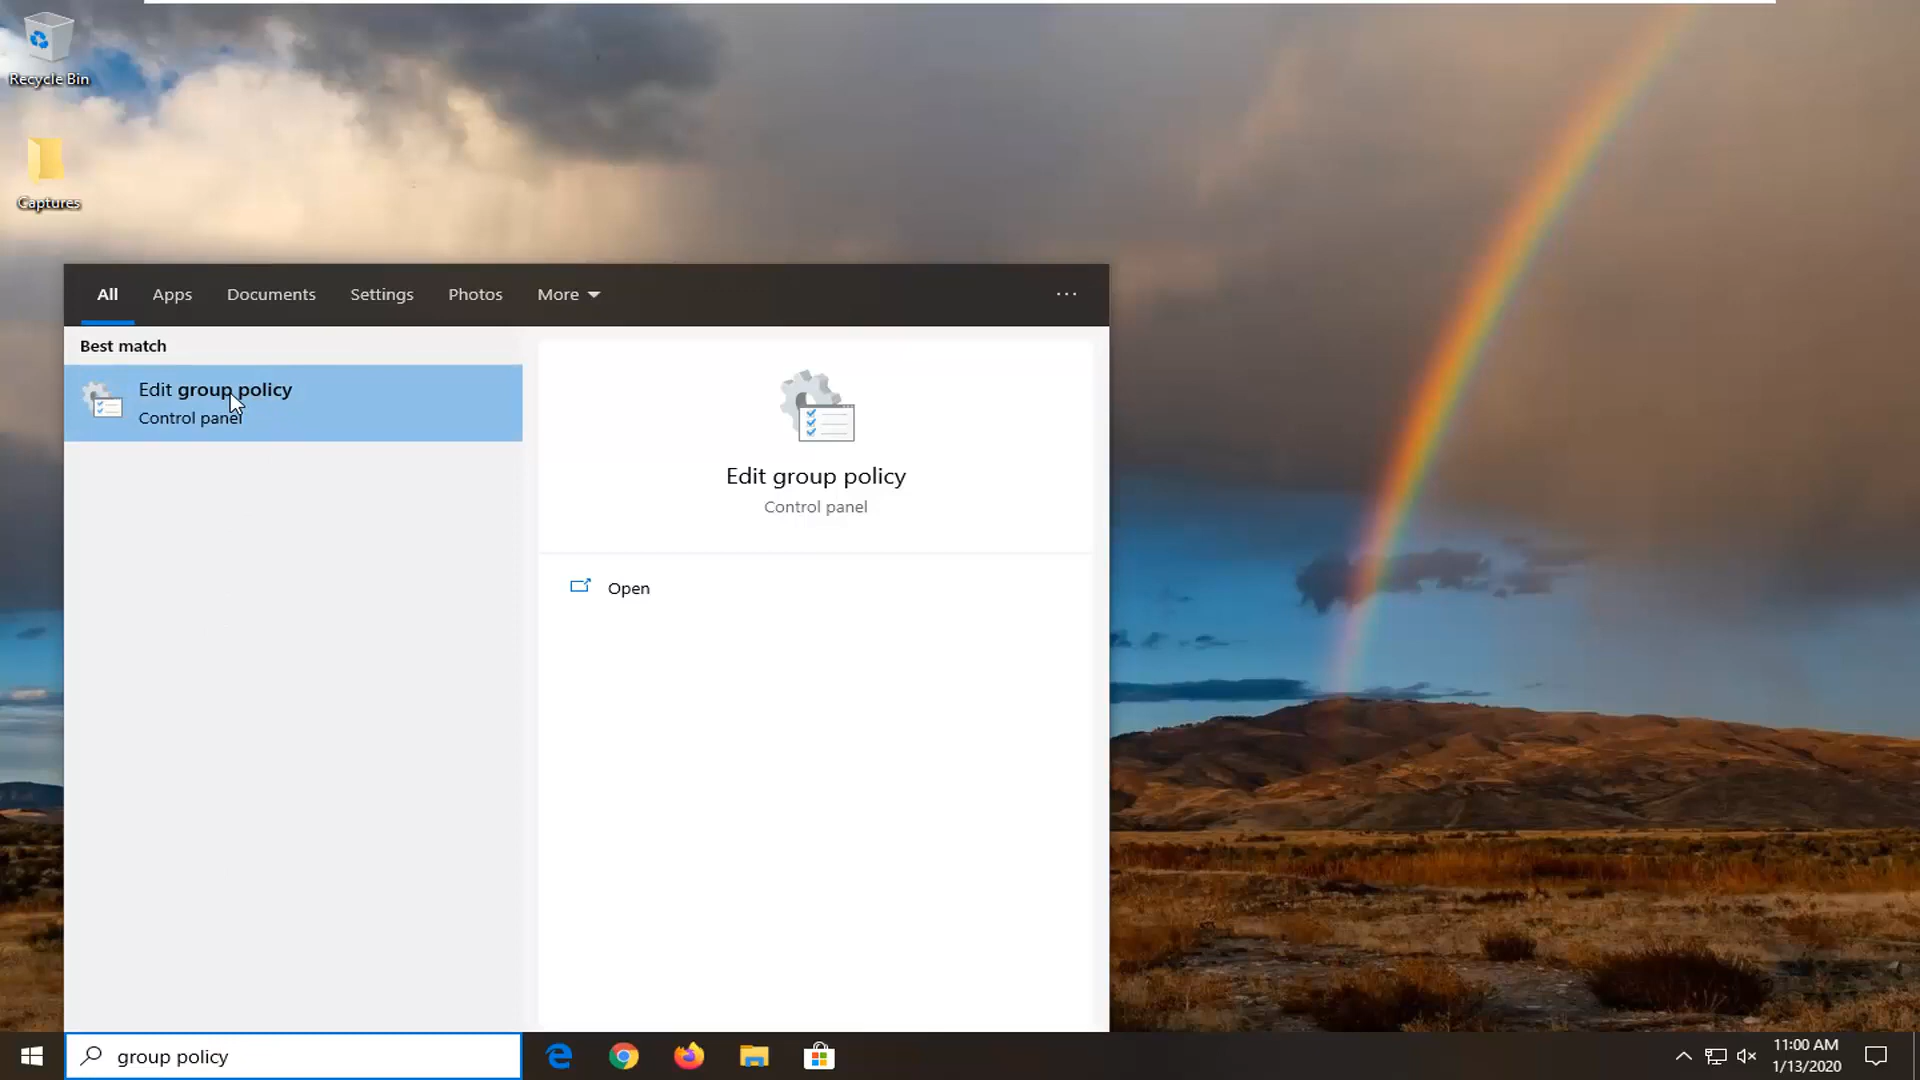 Recycle Bin
Captures
All
Apps
Documents
Settings
Photos
More
Best match
Edit group policy
Control panel
Edit group policy
Control panel
Open
group policy
11:00 AM
1/13/2020